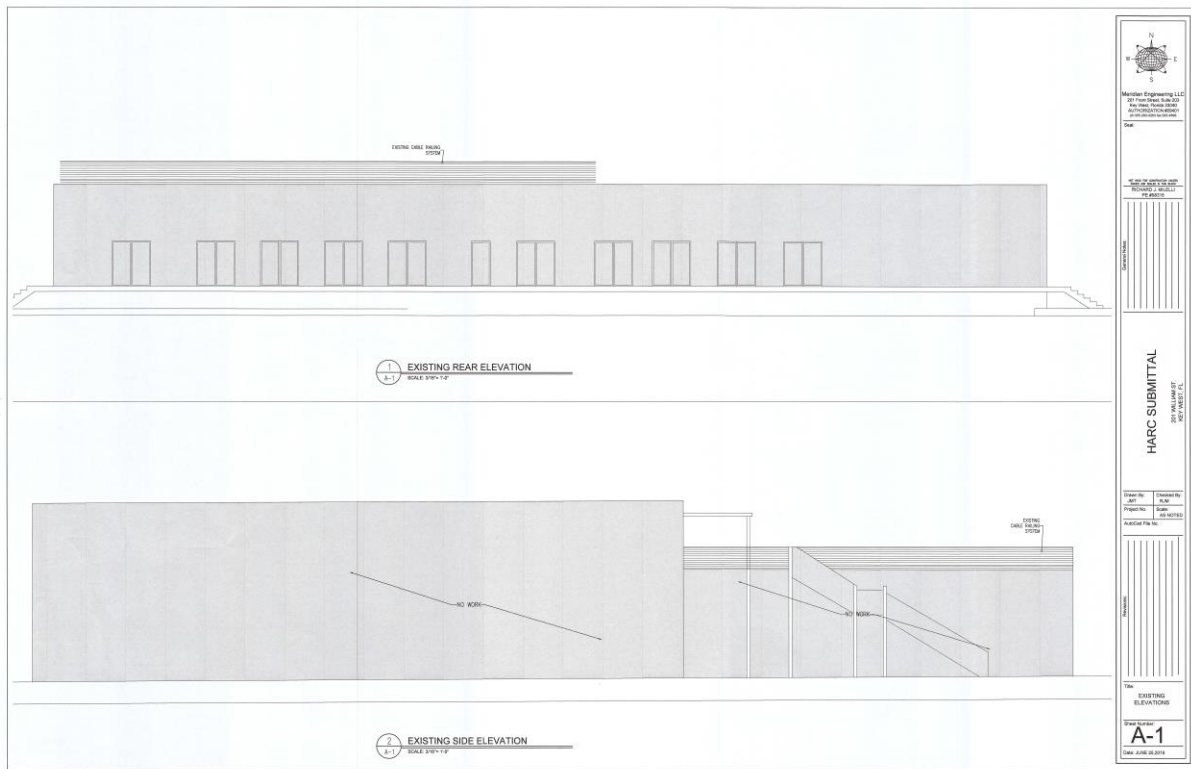 EXISTING CABLE RAILING
SYSTEM
1
A-1
EXISTING REAR ELEVATION
SCALE: 3/16"= 1'-0"
EXISTING
CABLE RAILING
SYSTEM
NO WORK
NO WORK
2
A-1
EXISTING SIDE ELEVATION
SCALE: 3/16"= 1'-0"
N
W
E
S
Meridian Engineering LLC
201 Front Street, Suite 203
Key West, Florida 33040
Seal:
RICHARD J. MILELLI
General Notes:
HARC SUBMITTAL
201 WILLIAM ST.
KEY WEST, FL
Drawn By:
JMT
Checked By:
RJM
Project No.
Scale:
AS NOTED
AutoCad File No.
Revisions:
Title:
EXISTING
ELEVATIONS
Sheet Number:
A-1